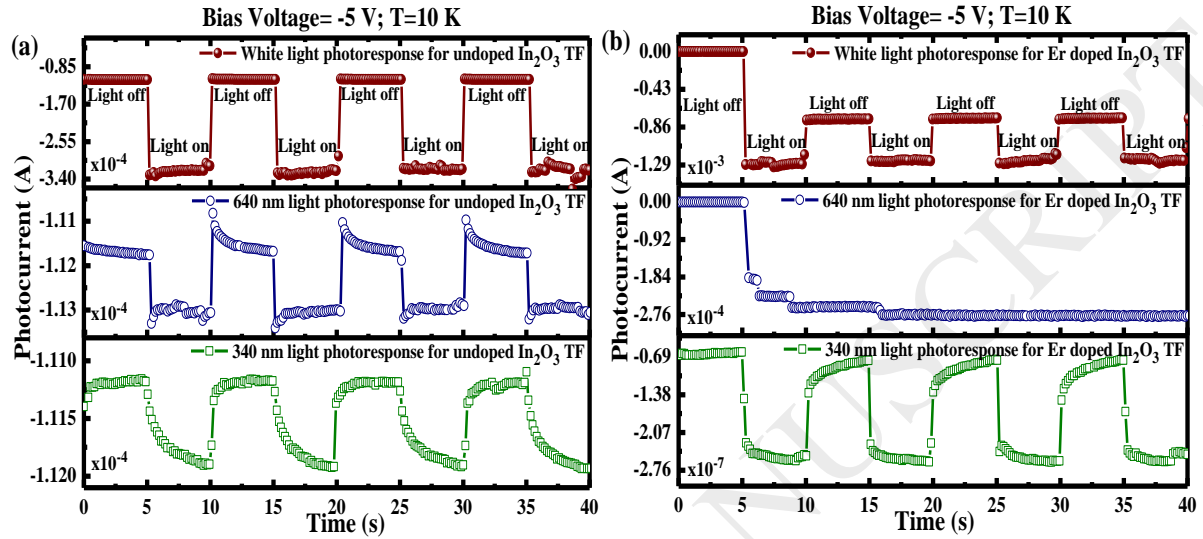 Bias Voltage= -5 V; T=10 K
(a)
White light photoresponse for undoped In₂O₃ TF
-0.85
-1.70
-2.55
-3.40
Light off
Light off
Light off
Light off
Light on
Light on
Light on
Light on
x10⁻⁴
640 nm light photoresponse for undoped In₂O₃ TF
-1.11
-1.12
-1.13
x10⁻⁴
340 nm light photoresponse for undoped In₂O₃ TF
-1.1110
-1.1115
-1.1120
x10⁻⁴
Photocurrent (A)
0 5 10 15 20 25 30 35 40
Time (s)
Bias Voltage= -5 V; T=10 K
(b)
White light photoresponse for Er doped In₂O₃ TF
0.00
-0.43
-0.86
-1.29
Light off
Light off
Light off
Light off
Light on
Light on
Light on
Light on
x10⁻³
640 nm light photoresponse for Er doped In₂O₃ TF
0.00
-0.92
-1.84
-2.76
x10⁻⁴
340 nm light photoresponse for Er doped In₂O₃ TF
-0.69
-1.38
-2.07
-2.76
x10⁻⁷
Photocurrent (A)
0 5 10 15 20 25 30 35 40
Time (s)
NUSCRIPT